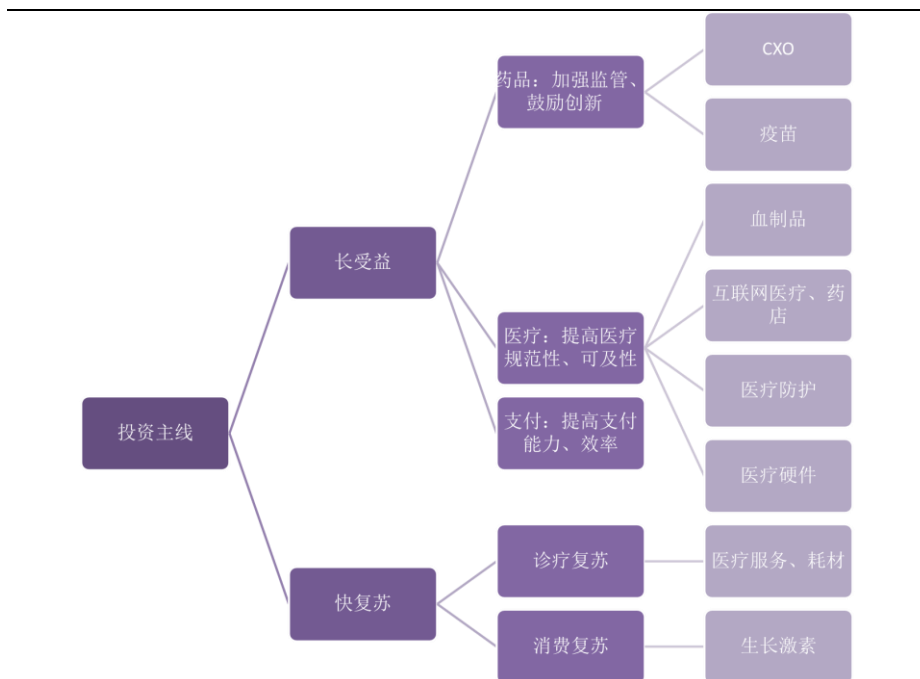 投资主线
长受益
快复苏
药品：加强监管、
鼓励创新
医疗：提高医疗
规范性、可及性
支付：提高支付
能力、效率
诊疗复苏
消费复苏
CXO
疫苗
血制品
互联网医疗、药
店
医疗防护
医疗硬件
医疗服务、耗材
生长激素